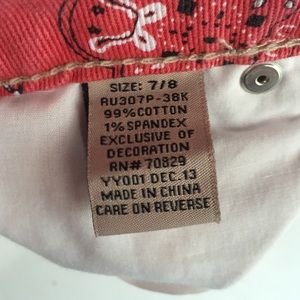 SIZE: 7/8
RU307P-38K
99%COTTON
1%SPANDEX
EXCLUSIVE OF
DECORATION
RN# 70829
YY001 DEC.13
MADE IN CHINA
CARE ON REVERSE